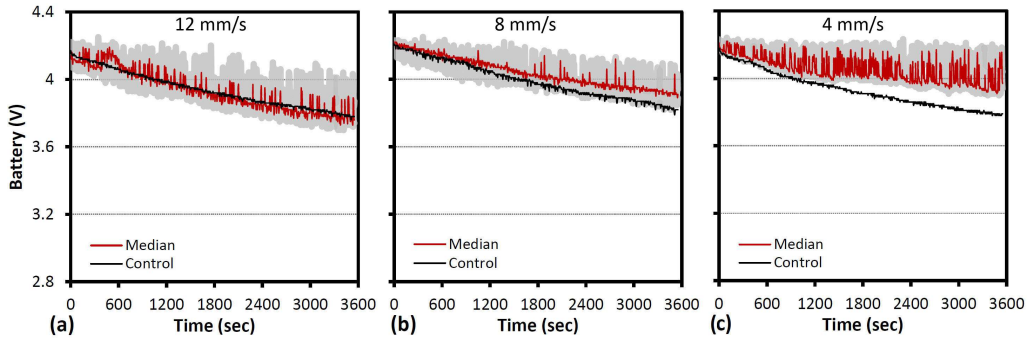 12 mm/s
8 mm/s
4 mm/s
Battery (V)
4.4
4
3.6
3.2
2.8
Median
Control
Median
Control
Median
Control
0 600 1200 1800 2400 3000 3600
0 600 1200 1800 2400 3000 3600
0 600 1200 1800 2400 3000 3600
(a) Time (sec)
(b) Time (sec)
(c) Time (sec)